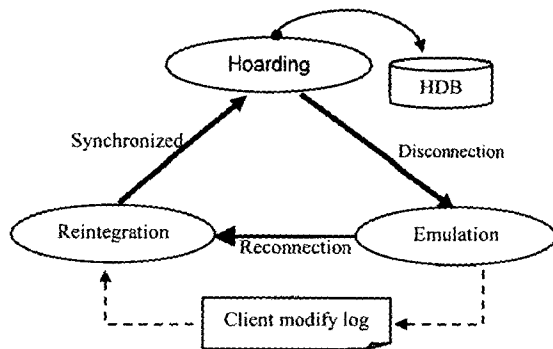 Hoarding
HDB
Synchronized
Disconnection
Reintegration
Reconnection
Emulation
Client modify log